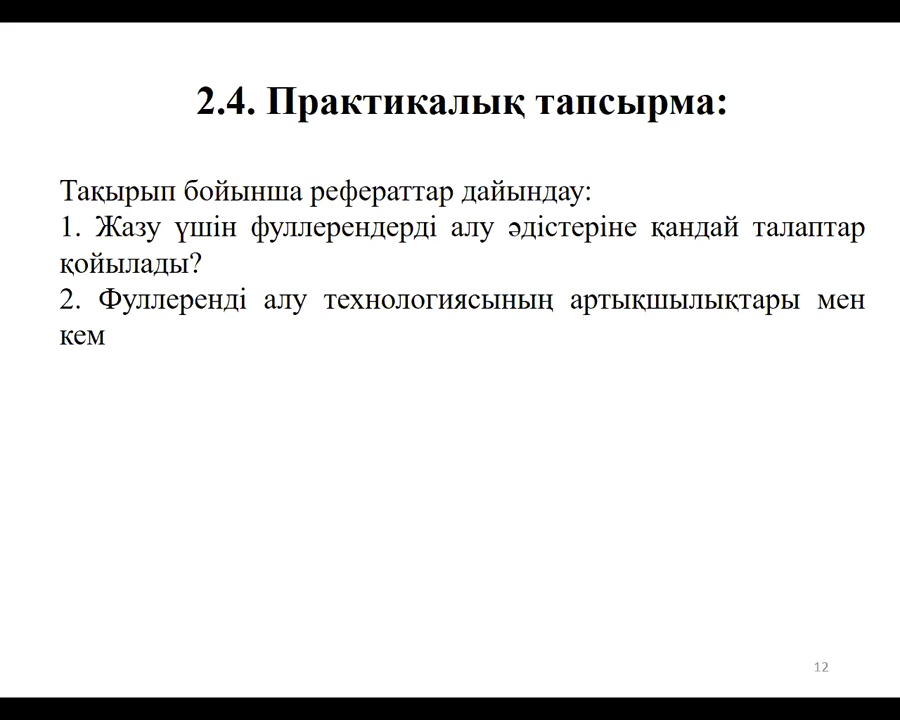 2.4. Практикалық тапсырма:
Тақырып бойынша рефераттар дайындау:
1. Жазу үшін фуллерендерді алу әдістеріне қандай талаптар
қойылады?
2. Фуллеренді алу технологиясының артықшылықтары мен
кем
12